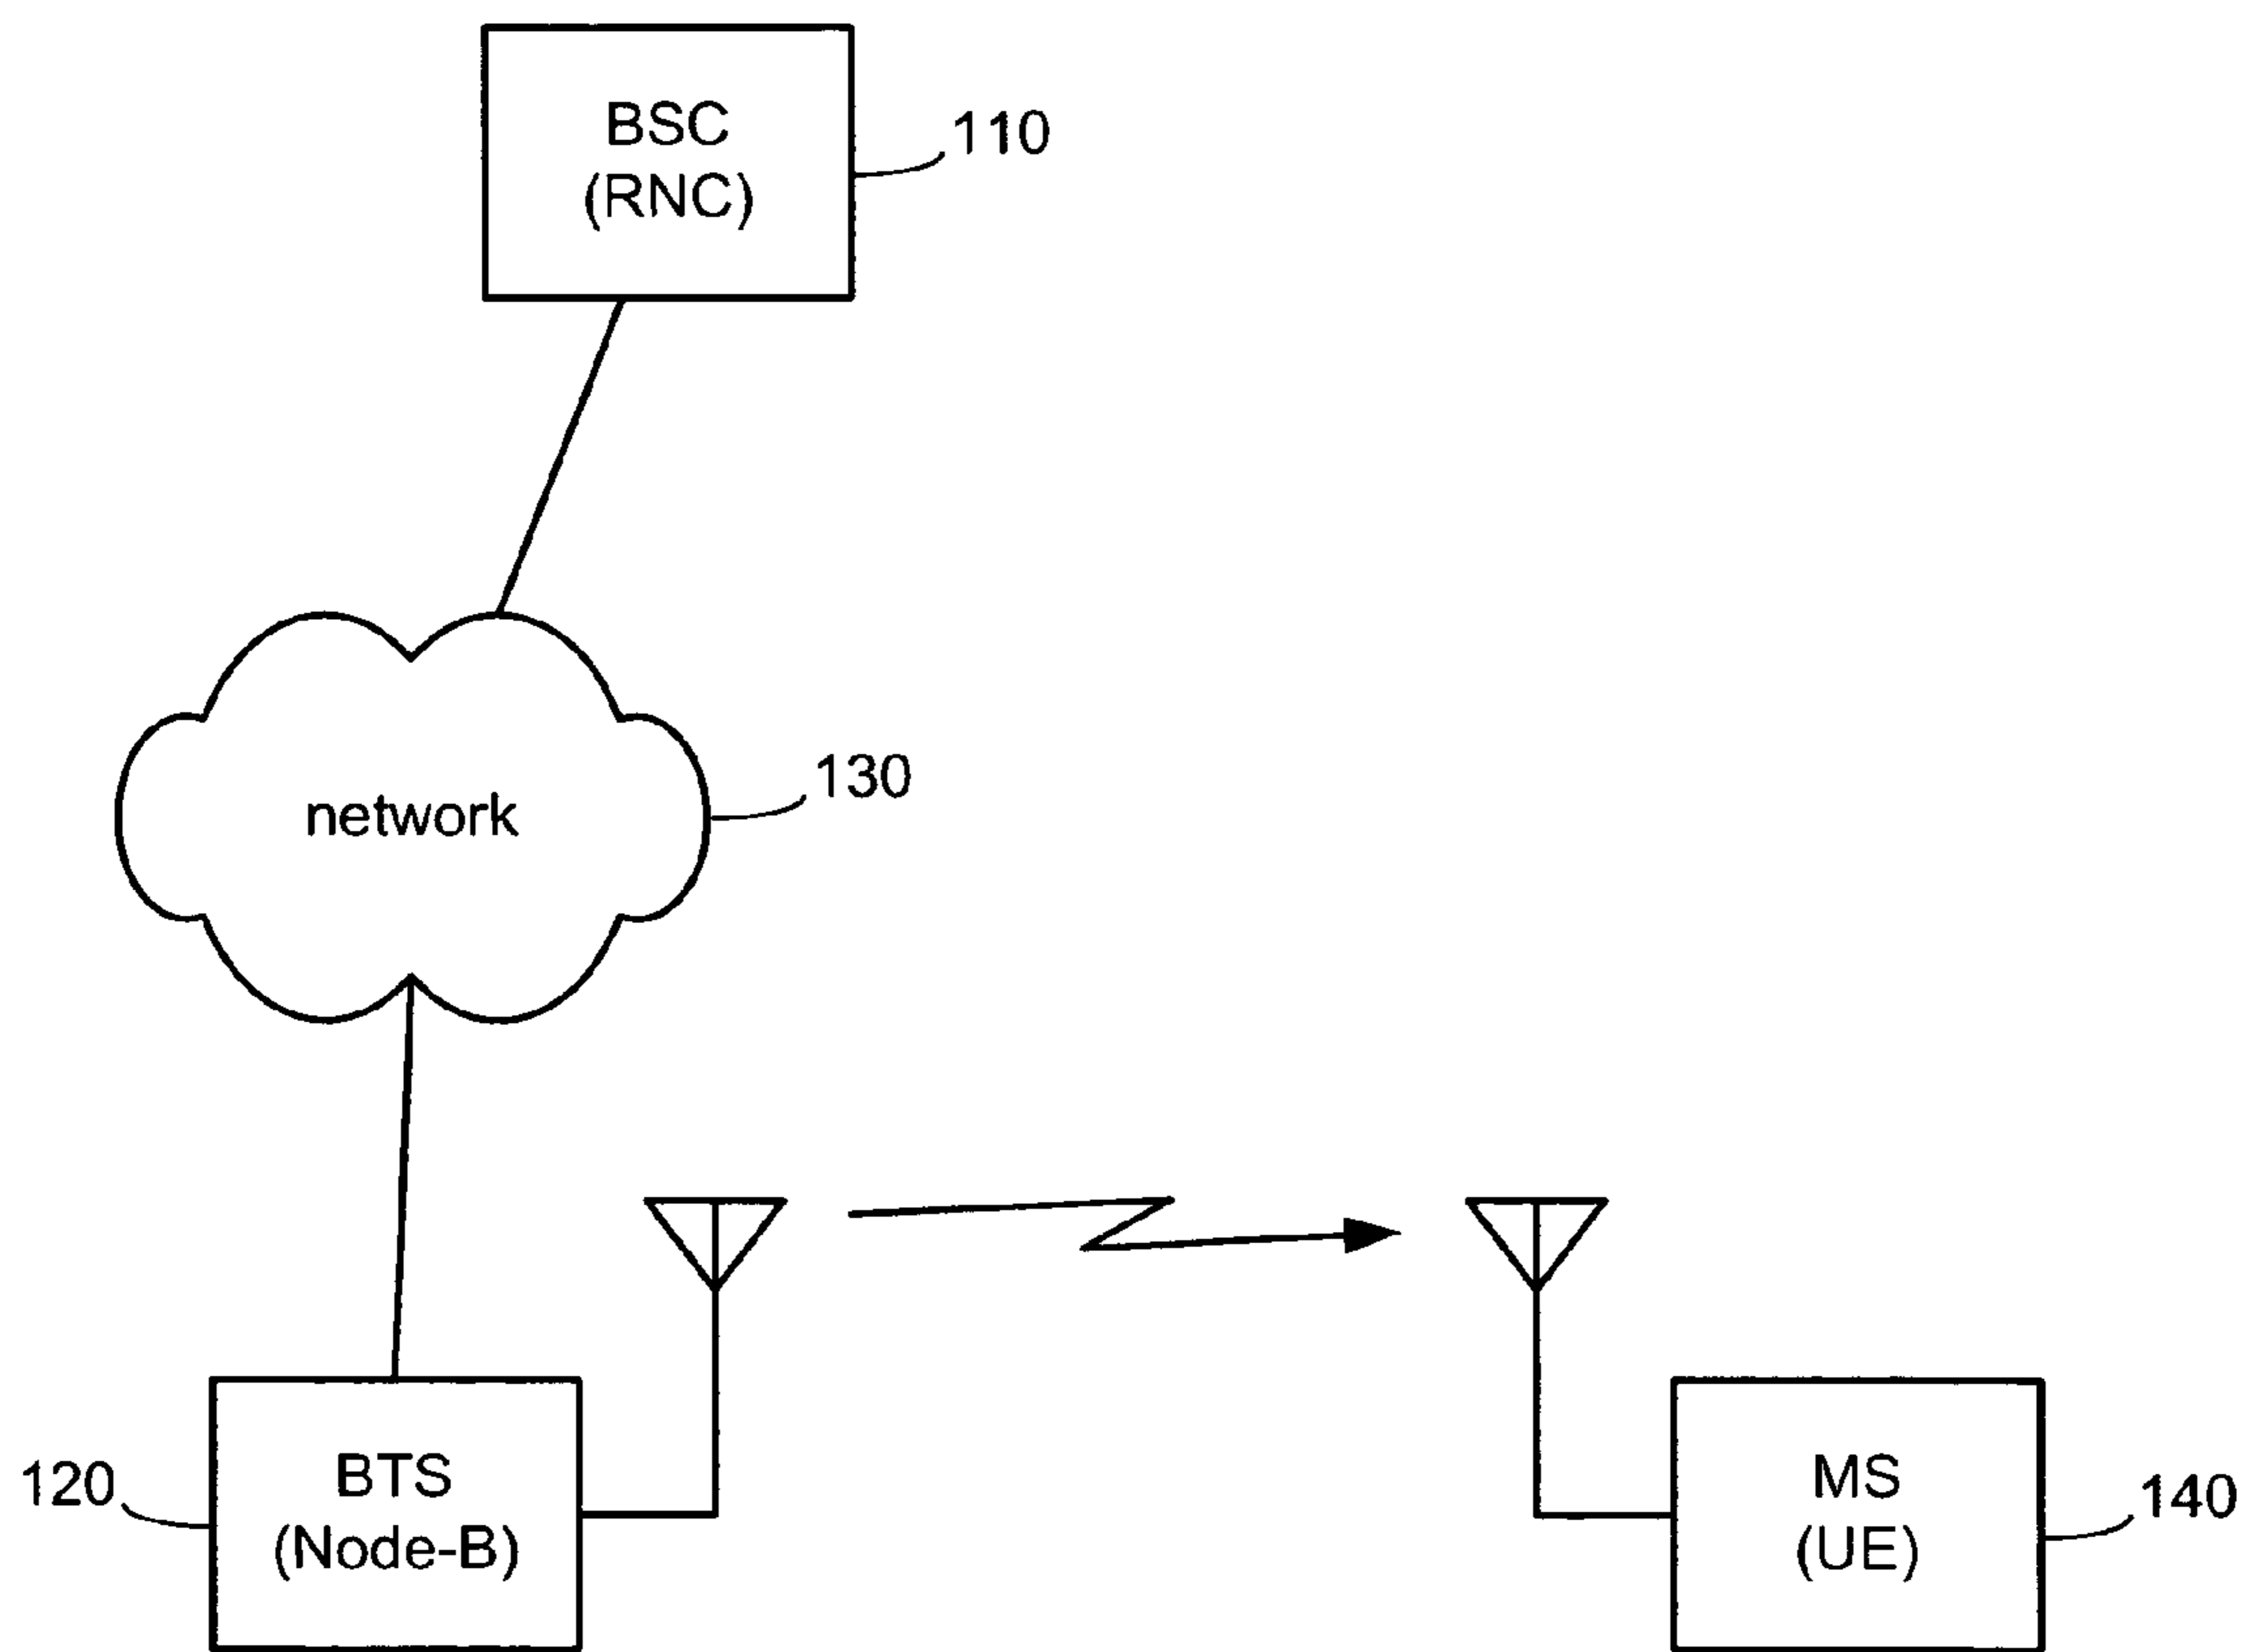 BSC
(RNC)
110
network
130
120
BTS
(Node-B)
MS
(UE)
140